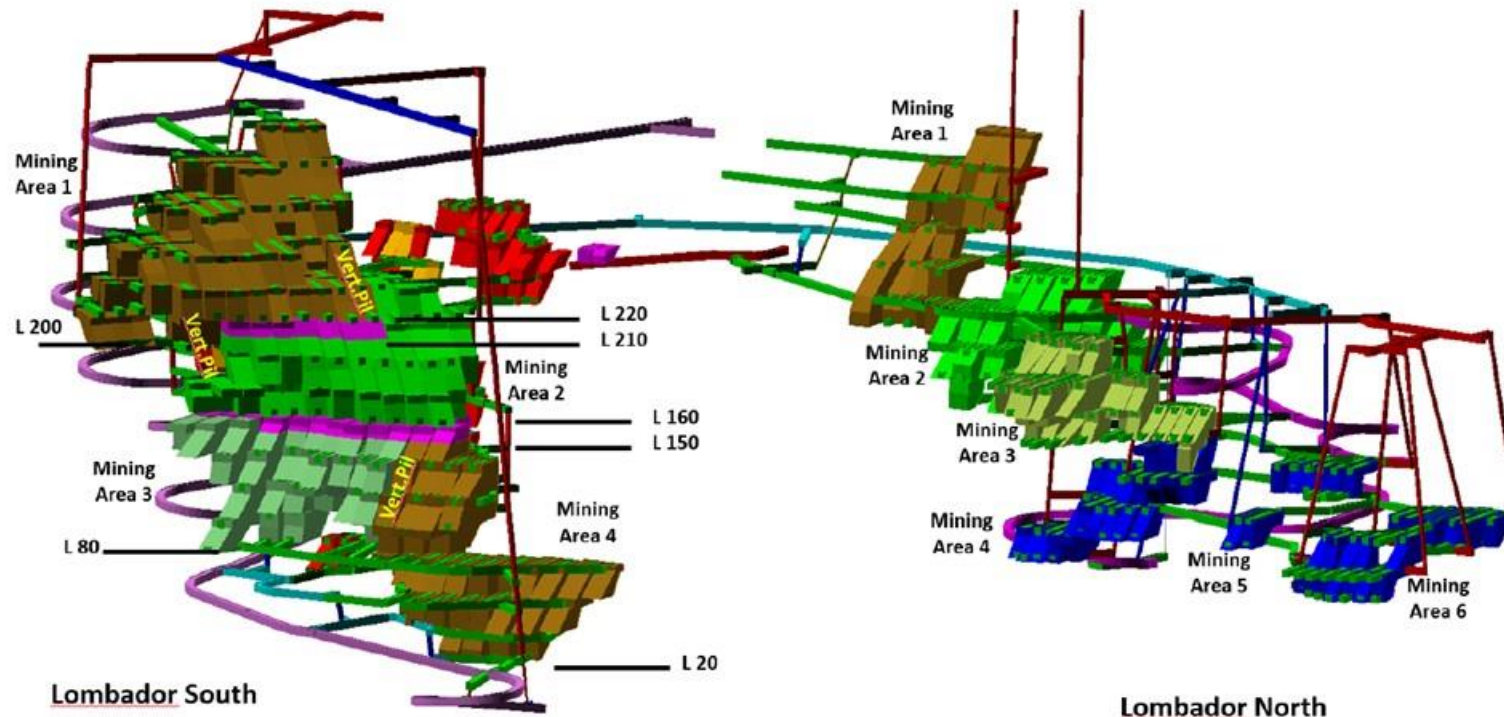 Mining
Area 1
Vert.Pil
Vert.Pil
L 200
L 220
L 210
Mining
Area 2
L 160
L 150
Mining
Area 3
Vert.Pil
Mining
Area 4
L 80
L 20
Lombador South
Mining
Area 1
Mining
Area 2
Mining
Area 3
Mining
Area 4
Mining
Area 5
Mining
Area 6
Lombador North